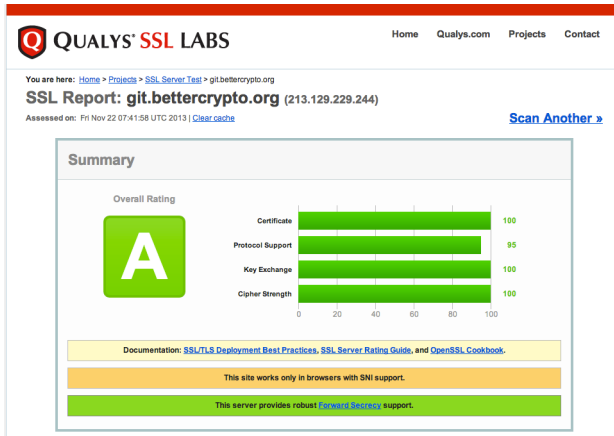 QUALYS® SSL LABS
Home Qualys.com Projects Contact
You are here: Home > Projects > SSL Server Test > git.bettercrypto.org
SSL Report: git.bettercrypto.org (213.129.229.244)
Assessed on: Fri Nov 22 07:41:58 UTC 2013 | Clear cache
Scan Another »
Summary
Overall Rating
A
Certificate 100
Protocol Support 95
Key Exchange 100
Cipher Strength 100
0 20 40 60 80 100
Documentation: SSL/TLS Deployment Best Practices, SSL Server Rating Guide, and OpenSSL Cookbook.
This site works only in browsers with SNI support.
This server provides robust Forward Secrecy support.